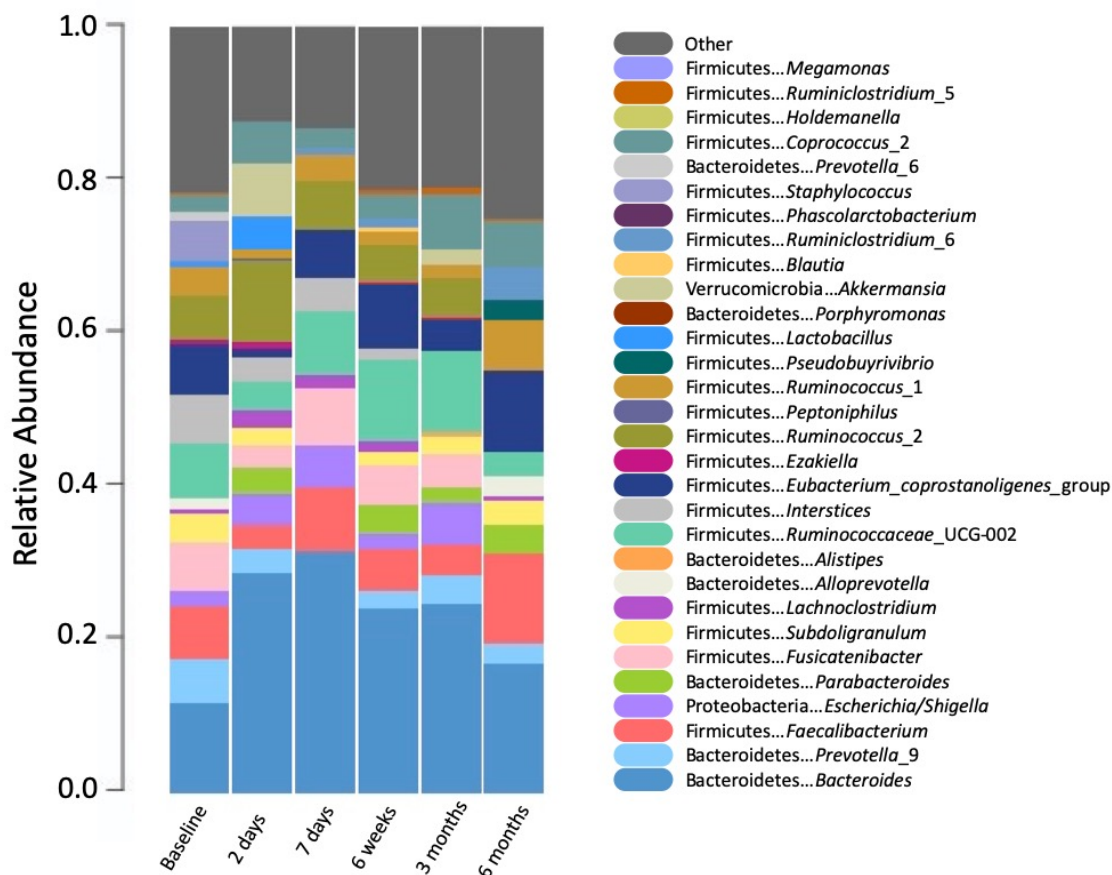 Relative Abundance
1.0
0.8
0.6
0.4
0.2
0.0
Baseline
2 days
7 days
6 weeks
3 months
6 months
Other
Firmicutes...Megamonas
Firmicutes...Ruminiclostridium_5
Firmicutes...Holdemanella
Firmicutes...Coprococcus_2
Bacteroidetes...Prevotella_6
Firmicutes...Staphylococcus
Firmicutes...Phascolarctobacterium
Firmicutes...Ruminiclostridium_6
Firmicutes...Blautia
Verrucomicrobia...Akkermansia
Bacteroidetes...Porphyromonas
Firmicutes...Lactobacillus
Firmicutes...Pseudobuyrivibrio
Firmicutes...Ruminococcus_1
Firmicutes...Peptoniphilus
Firmicutes...Ruminococcus_2
Firmicutes...Ezakiella
Firmicutes...Eubacterium_coprostanoligenes_group
Firmicutes...Interstices
Firmicutes...Ruminococcaceae_UCG-002
Bacteroidetes...Alistipes
Bacteroidetes...Alloprevotella
Firmicutes...Lachnoclostridium
Firmicutes...Subdoligranulum
Firmicutes...Fusicatenibacter
Bacteroidetes...Parabacteroides
Proteobacteria...Escherichia/Shigella
Firmicutes...Faecalibacterium
Bacteroidetes...Prevotella_9
Bacteroidetes...Bacteroides